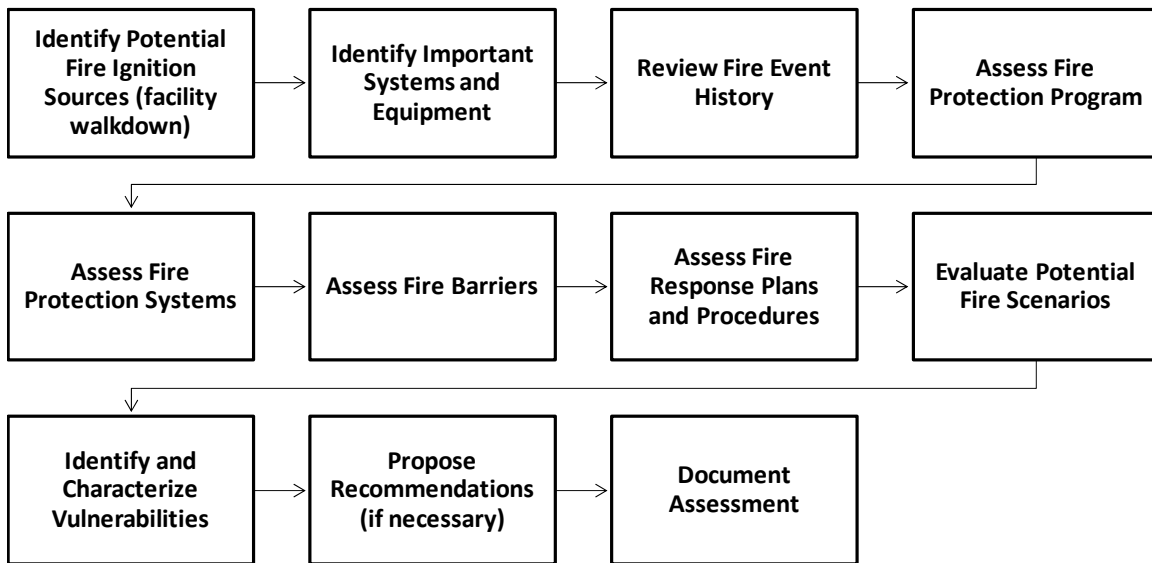 Identify Potential
Fire Ignition
Sources (facility
walkdown)
Identify Important
Systems and
Equipment
Review Fire Event
History
Assess Fire
Protection Program
Assess Fire
Protection Systems
Assess Fire Barriers
Assess Fire
Response Plans
and Procedures
Evaluate Potential
Fire Scenarios
Identify and
Characterize
Vulnerabilities
Propose
Recommendations
(if necessary)
Document
Assessment